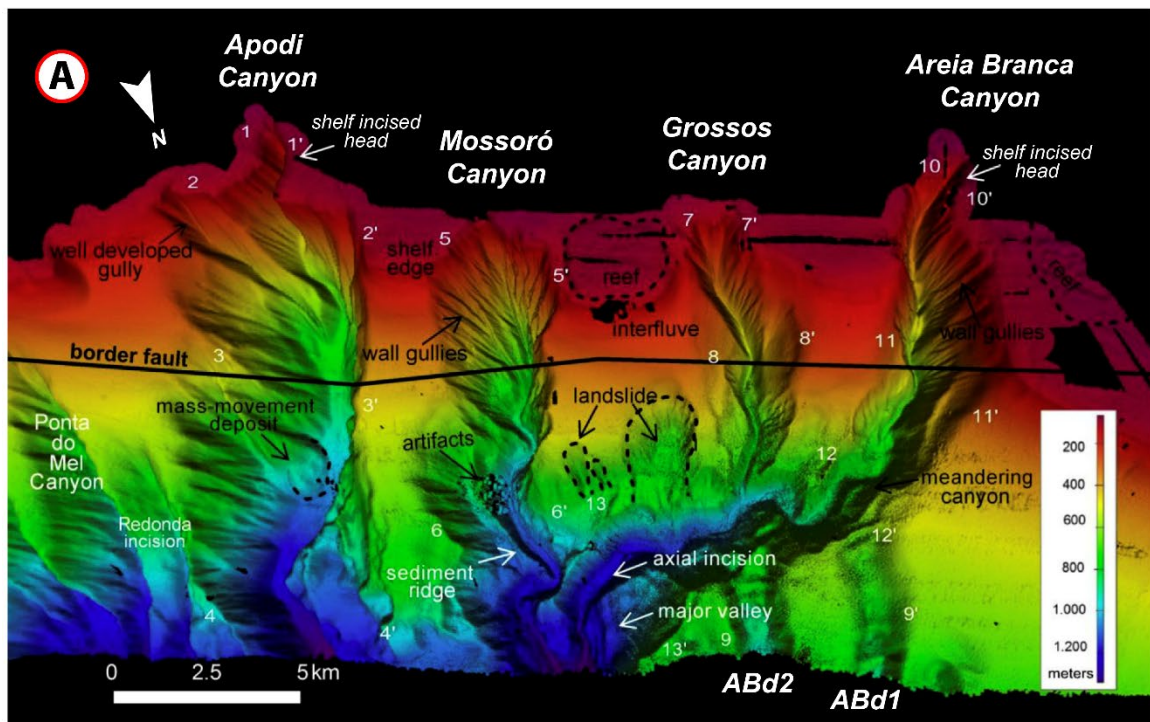 A
N
Apodi
Canyon
Mossoró
Canyon
Grossos
Canyon
Areia Branca
Canyon
1
1'
shelf incised
head
10
shelf incised
head
10'
2
well developed
gully
2'
shelf
edge
5
5'
reef
7
7'
reef
wall gullies
interfluve
8
8'
11
wall gullies
border fault
3
3'
mass-movement
deposit
artifacts
landslide
12
11'
meandering
canyon
Ponta
do
Mel
Canyon
Redonda
incision
13
6
6'
12'
sediment
ridge
axial incision
major valley
4
4'
13'
9
9'
ABd2
ABd1
0
2.5
5km
200
400
600
800
1.000
1.200
meters